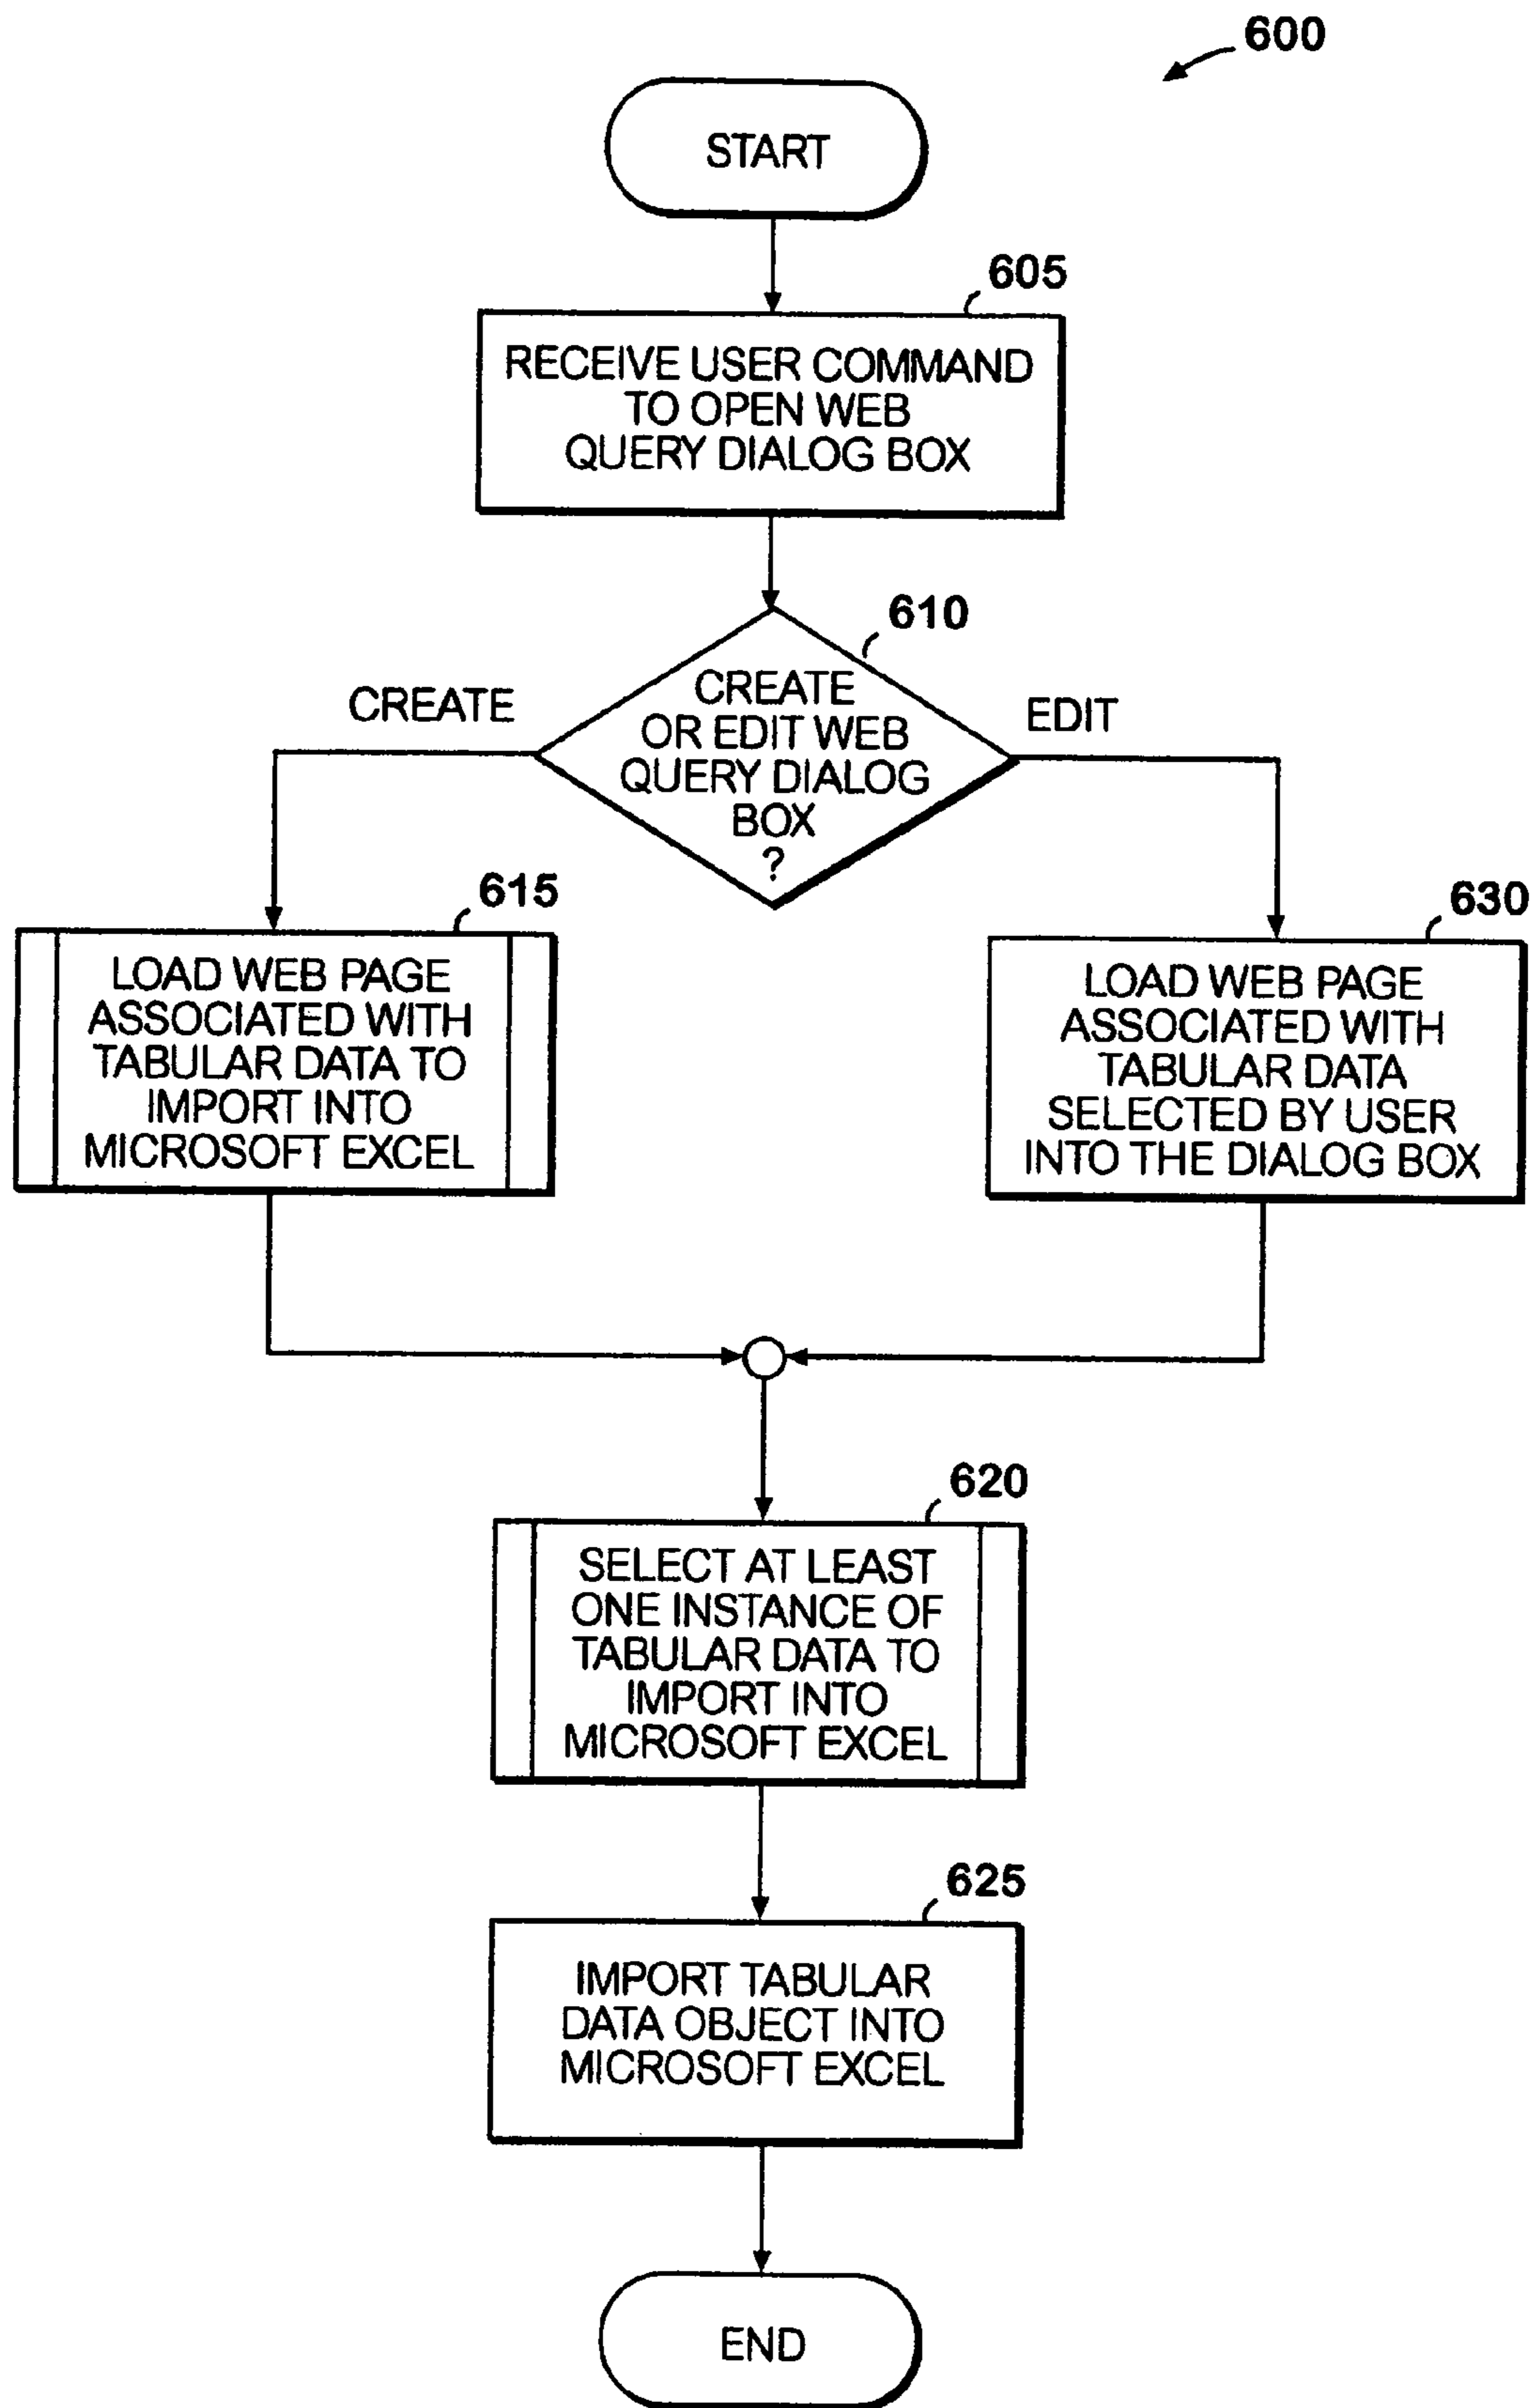 600
START
605
RECEIVE USER COMMAND
TO OPEN WEB
QUERY DIALOG BOX
610
CREATE
CREATE
OR EDIT WEB
QUERY DIALOG
BOX
?
EDIT
615
LOAD WEB PAGE
ASSOCIATED WITH
TABULAR DATA TO
IMPORT INTO
MICROSOFT EXCEL
630
LOAD WEB PAGE
ASSOCIATED WITH
TABULAR DATA
SELECTED BY USER
INTO THE DIALOG BOX
620
SELECT AT LEAST
ONE INSTANCE OF
TABULAR DATA TO
IMPORT INTO
MICROSOFT EXCEL
625
IMPORT TABULAR
DATA OBJECT INTO
MICROSOFT EXCEL
END